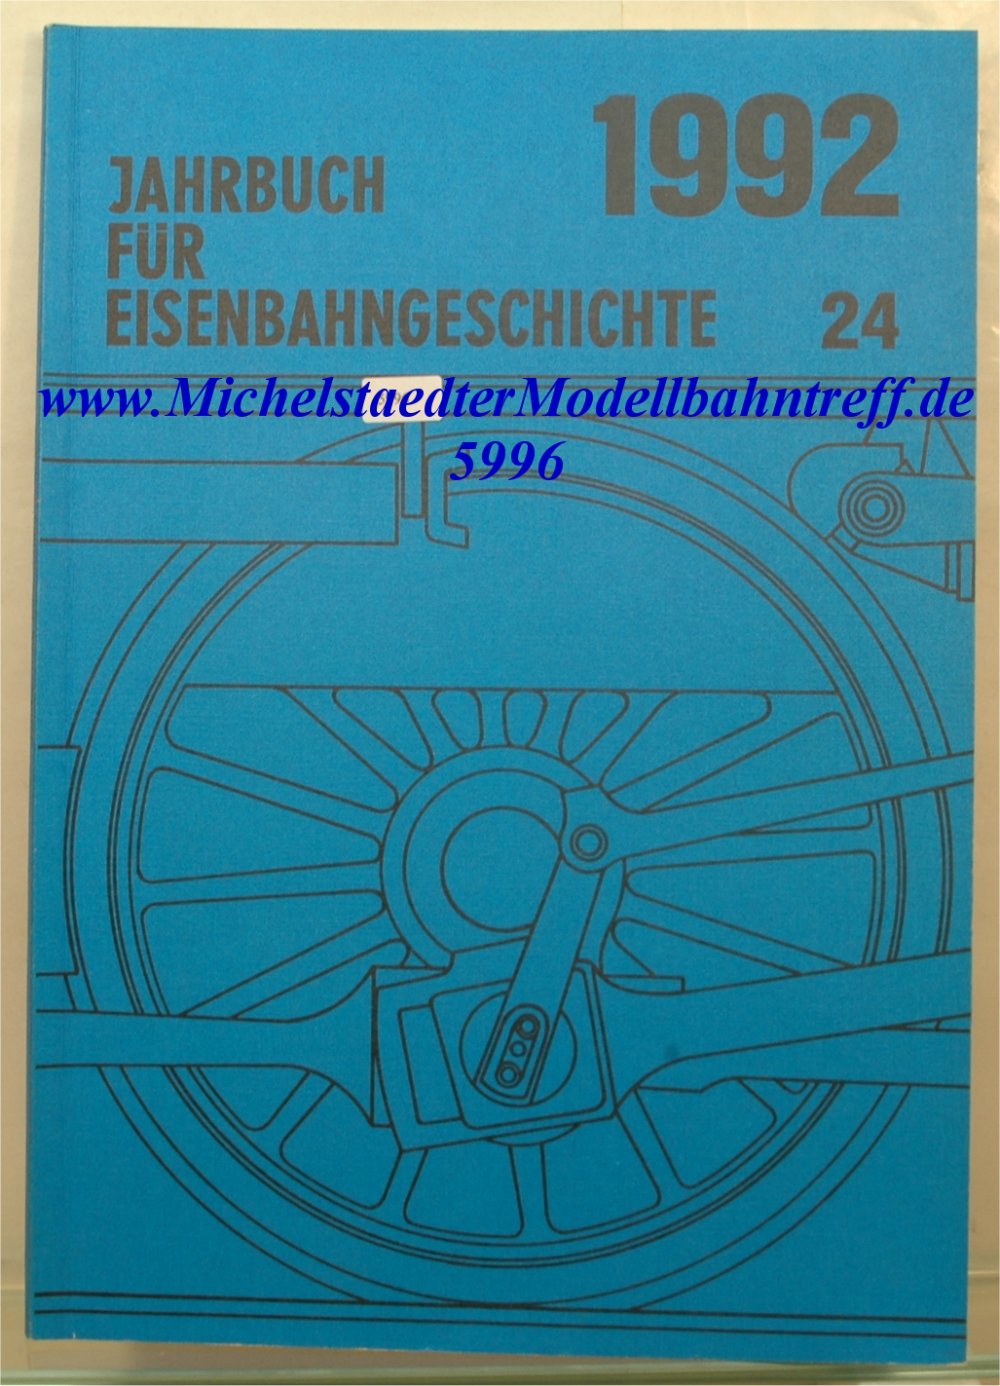 1992
JAHRBUCH
FÜR
EISENBAHNGESCHICHTE 24
www.MichelstaedterModellbahntreff.de
5996